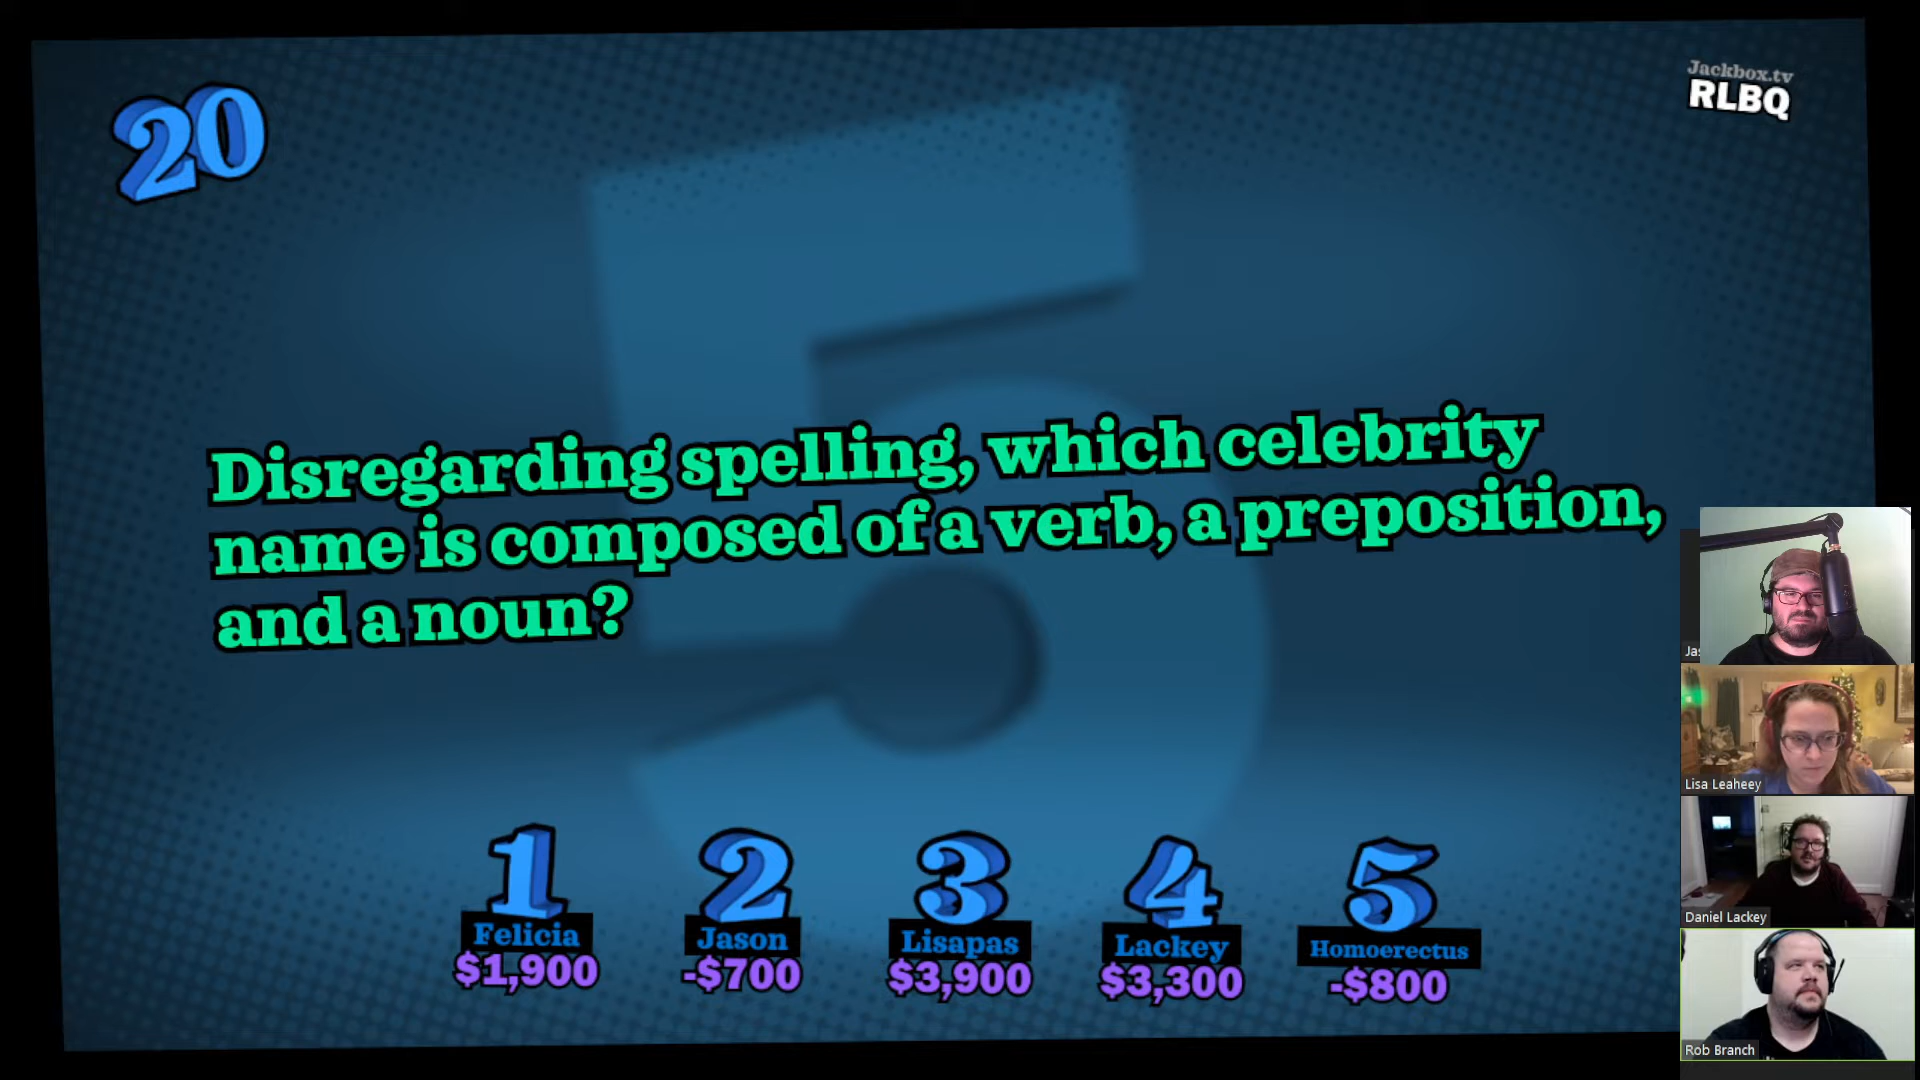 20
Jackbox.tv
RLBQ
Disregarding spelling, which celebrity
name is composed of a verb, a preposition,
and a noun?
5
1
Felicia
$1,900
2
Jason
-$700
3
Lisapas
$3,900
4
Lackey
$3,300
5
Homoerectus
-$800
Jas
Lisa Leaheey
Daniel Lackey
Rob Branch